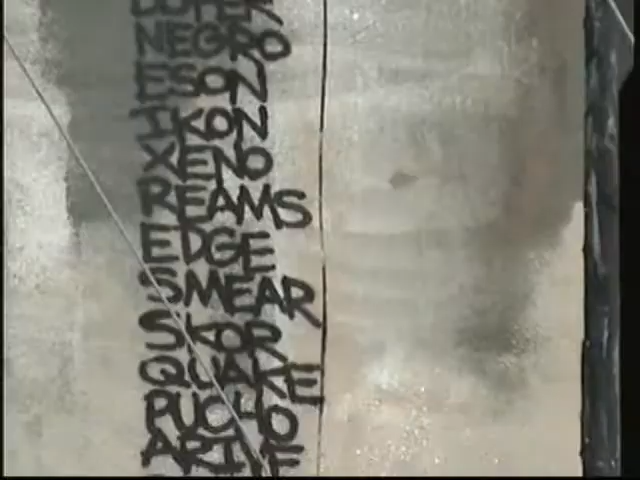 NEGRO
ESON
IKON
XENO
REAMS
EDGE
SMEAR
SKOR
QUAKE
PUCHO